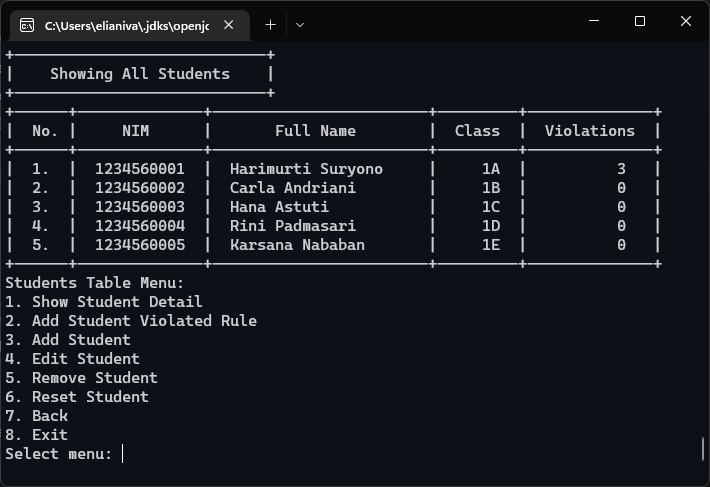 C:\Users\elianiva\.jdks\openjc
Showing All Students
No. | NIM | Full Name | Class | Violations
1. | 1234560001 | Harimurti Suryono | 1A | 3
2. | 1234560002 | Carla Andriani | 1B | 0
3. | 1234560003 | Hana Astuti | 1C | 0
4. | 1234560004 | Rini Padmasari | 1D | 0
5. | 1234560005 | Karsana Nababan | 1E | 0
Students Table Menu:
1. Show Student Detail
2. Add Student Violated Rule
3. Add Student
4. Edit Student
5. Remove Student
6. Reset Student
7. Back
8. Exit
Select menu: